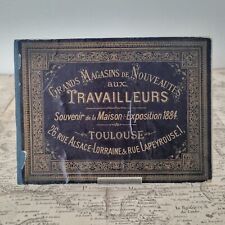 GRANDS MAGASINS DE NOUVEAUTÉS
AUX
TRAVAILLEURS
Souvenir de la Maison - Exposition 1884
TOULOUSE
26 RUE ALSACE-LORRAINE & RUE LAPEYROUSE, 1,